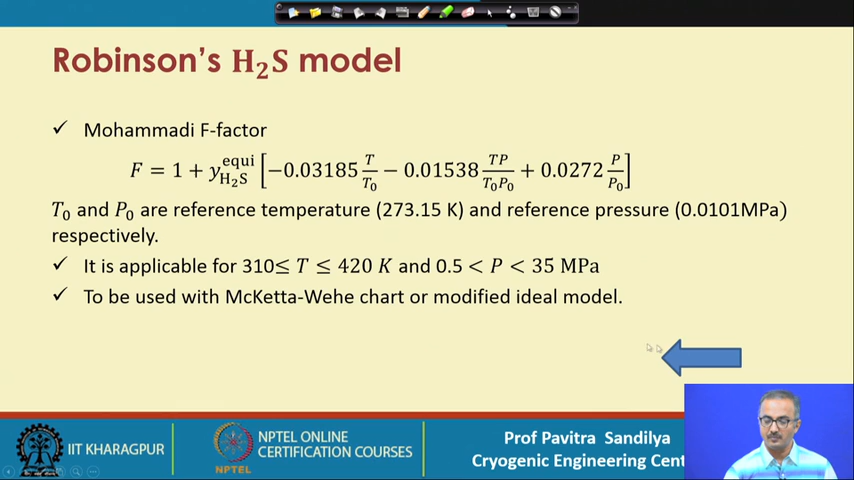 Robinson's H₂S model
✓ Mohammadi F-factor
F = 1 + y_{H₂S}^{equi} [−0.03185 T/T₀ − 0.01538 TP/T₀P₀ + 0.0272 P/P₀]
T₀ and P₀ are reference temperature (273.15 K) and reference pressure (0.0101MPa)
respectively.
✓ It is applicable for 310≤ T ≤ 420 K and 0.5 < P < 35 MPa
✓ To be used with McKetta-Wehe chart or modified ideal model.
IIT KHARAGPUR
NPTEL
NPTEL ONLINE
CERTIFICATION COURSES
Prof Pavitra Sandilya
Cryogenic Engineering Cent